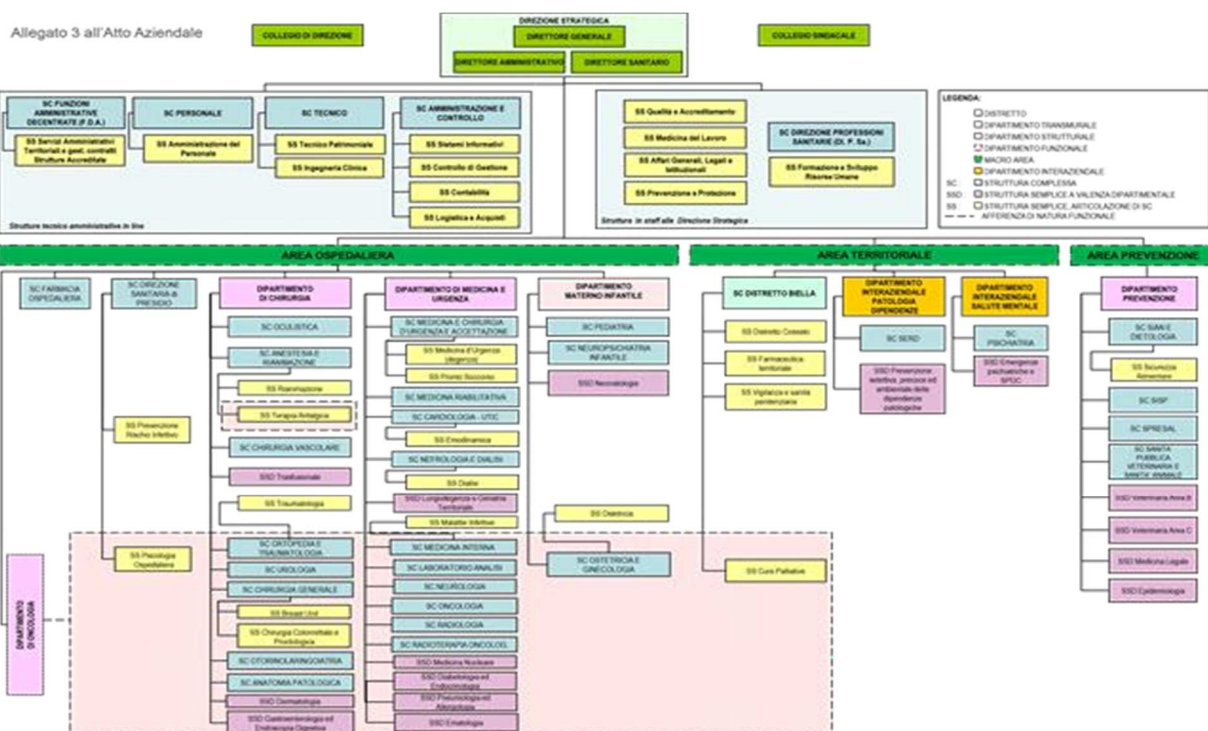 Allegato 3 all'Atto Aziendale
COLLEGIO DI DIREZIONE
DIREZIONE STRATEGICA
DIRETTORE GENERALE
DIRETTORE AMMINISTRATIVO
DIRETTORE SANITARIO
COLLEGIO SINDACALE
SC FUNZIONI
AMMINISTRATIVE
DECENTRATE (F.D.A.)
SS Servizi Amministrativi
Territoriali e gest. contratti
Strutture Accreditate
SC PERSONALE
SS Amministrazione del
Personale
SC TECNICO
SS Tecnico Patrimoniale
SS Ingegneria Clinica
SC AMMINISTRAZIONE E
CONTROLLO
SS Sistemi Informativi
SS Controllo di Gestione
SS Contabilità
SS Logistica e Acquisti
Strutture tecnico amministrative in line
SS Qualità e Accreditamento
SS Medicina del Lavoro
SS Affari Generali, Legali e
Istituzionali
SS Prevenzione e Protezione
SC DIREZIONE PROFESSIONI
SANITARIE (DI. P. Sa.)
SS Formazione e Sviluppo
Risorse Umane
Strutture in staff alla Direzione Strategica
LEGENDA:
DISTRETTO
DIPARTIMENTO TRANSMURALE
DIPARTIMENTO STRUTTURALE
DIPARTIMENTO FUNZIONALE
MACRO AREA
DIPARTIMENTO INTERAZIENDALE
SC : STRUTTURA COMPLESSA
SSD : STRUTTURA SEMPLICE A VALENZA DIPARTIMENTALE
SS : STRUTTURA SEMPLICE, ARTICOLAZIONE DI SC
AFFERENZA DI NATURA FUNZIONALE
AREA OSPEDALIERA
AREA TERRITORIALE
AREA PREVENZIONE
SC FARMACIA
OSPEDALIERA
SC DIREZIONE
SANITARIA di
PRESIDIO
SS Prevenzione
Rischio Infettivo
SS Psicologia
Ospedaliera
DIPARTIMENTO
DI CHIRURGIA
SC OCULISTICA
SC ANESTESIA E
RIANIMAZIONE
SS Rianimazione
SS Terapia Antalgica
SC CHIRURGIA VASCOLARE
SSD Trasfusionale
SS Traumatologia
SC ORTOPEDIA E
TRAUMATOLOGIA
SC UROLOGIA
SC CHIRURGIA GENERALE
SS Breast Unit
SS Chirurgia Colorettale e
Proctologica
SC OTORINOLARINGOIATRIA
SC ANATOMIA PATOLOGICA
SSD Dermatologia
SSD Gastroenterologia ed
Endoscopia Digestiva
DIPARTIMENTO DI MEDICINA E
URGENZA
SC MEDICINA E CHIRURGIA
D'URGENZA E ACCETTAZIONE
SS Medicina d'Urgenza
(degenza)
SS Pronto Soccorso
SC MEDICINA RIABILITATIVA
SC CARDIOLOGIA - UTIC
SS Emodinamica
SC NEFROLOGIA E DIALISI
SS Dialisi
SSD Lungodegenza e Geriatria
Territoriale
SS Malattie Infettive
SC MEDICINA INTERNA
SC LABORATORIO ANALISI
SC NEUROLOGIA
SC ONCOLOGIA
SC RADIOLOGIA
SC RADIOTERAPIA ONCOLOG.
SSD Medicina Nucleare
SSD Diabetologia ed
Endocrinologia
SSD Pneumologia ed
Allergologia
SSD Ematologia
DIPARTIMENTO
MATERNO INFANTILE
SC PEDIATRIA
SC NEUROPSICHIATRIA
INFANTILE
SSD Neonatologia
SS Ostetricia
SC OSTETRICIA E
GINECOLOGIA
SC DISTRETTO BIELLA
SS Distretto Cossato
SS Farmaceutica
territoriale
SS Vigilanza e sanità
penitenziaria
SS Cure Palliative
DIPARTIMENTO
INTERAZIENDALE
PATOLOGIA
DIPENDENZE
SC SERD
SSD Prevenzione
selettiva, precoce ed
ambientale delle
dipendenze
patologiche
DIPARTIMENTO
INTERAZIENDALE
SALUTE MENTALE
SC
PSICHIATRIA
SSD Emergenza
psichiatrica e
SPDC
DIPARTIMENTO
PREVENZIONE
SC SIAN E
DIETOLOGIA
SS Sicurezza
Alimentare
SC SISP
SC SPRESAL
SC SANITÀ
PUBBLICA
VETERINARIA E
SANITA' ANIMALE
SSD Veterinaria Area B
SSD Veterinaria Area C
SSD Medicina Legale
SSD Epidemiologia
DIPARTIMENTO
DI ONCOLOGIA